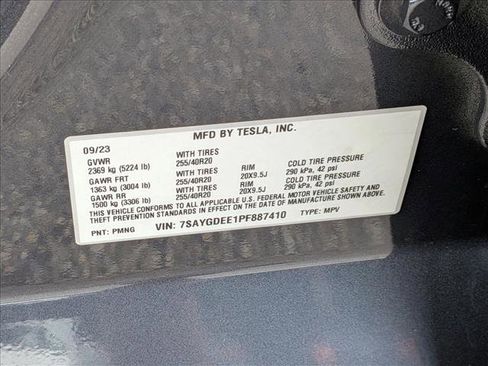 MFD BY TESLA, INC.
09/23
GVWR WITH TIRES RIM COLD TIRE PRESSURE
2369 kg (5224 lb) 255/40R20 20X9.5J 290 kPa, 42 psi
GAWR FRT WITH TIRES RIM COLD TIRE PRESSURE
1363 kg (3004 lb) 255/40R20 20X9.5J 290 kPa, 42 psi
GAWR RR
1500 kg (3306 lb)
THIS VEHICLE CONFORMS TO ALL APPLICABLE U.S. FEDERAL MOTOR VEHICLE SAFETY AND
THEFT PREVENTION STANDARDS IN EFFECT ON THE DATE OF MANUFACTURE SHOWN ABOVE.
PNT: PMNG VIN: 7SAYGDEE1PF887410 TYPE: MPV